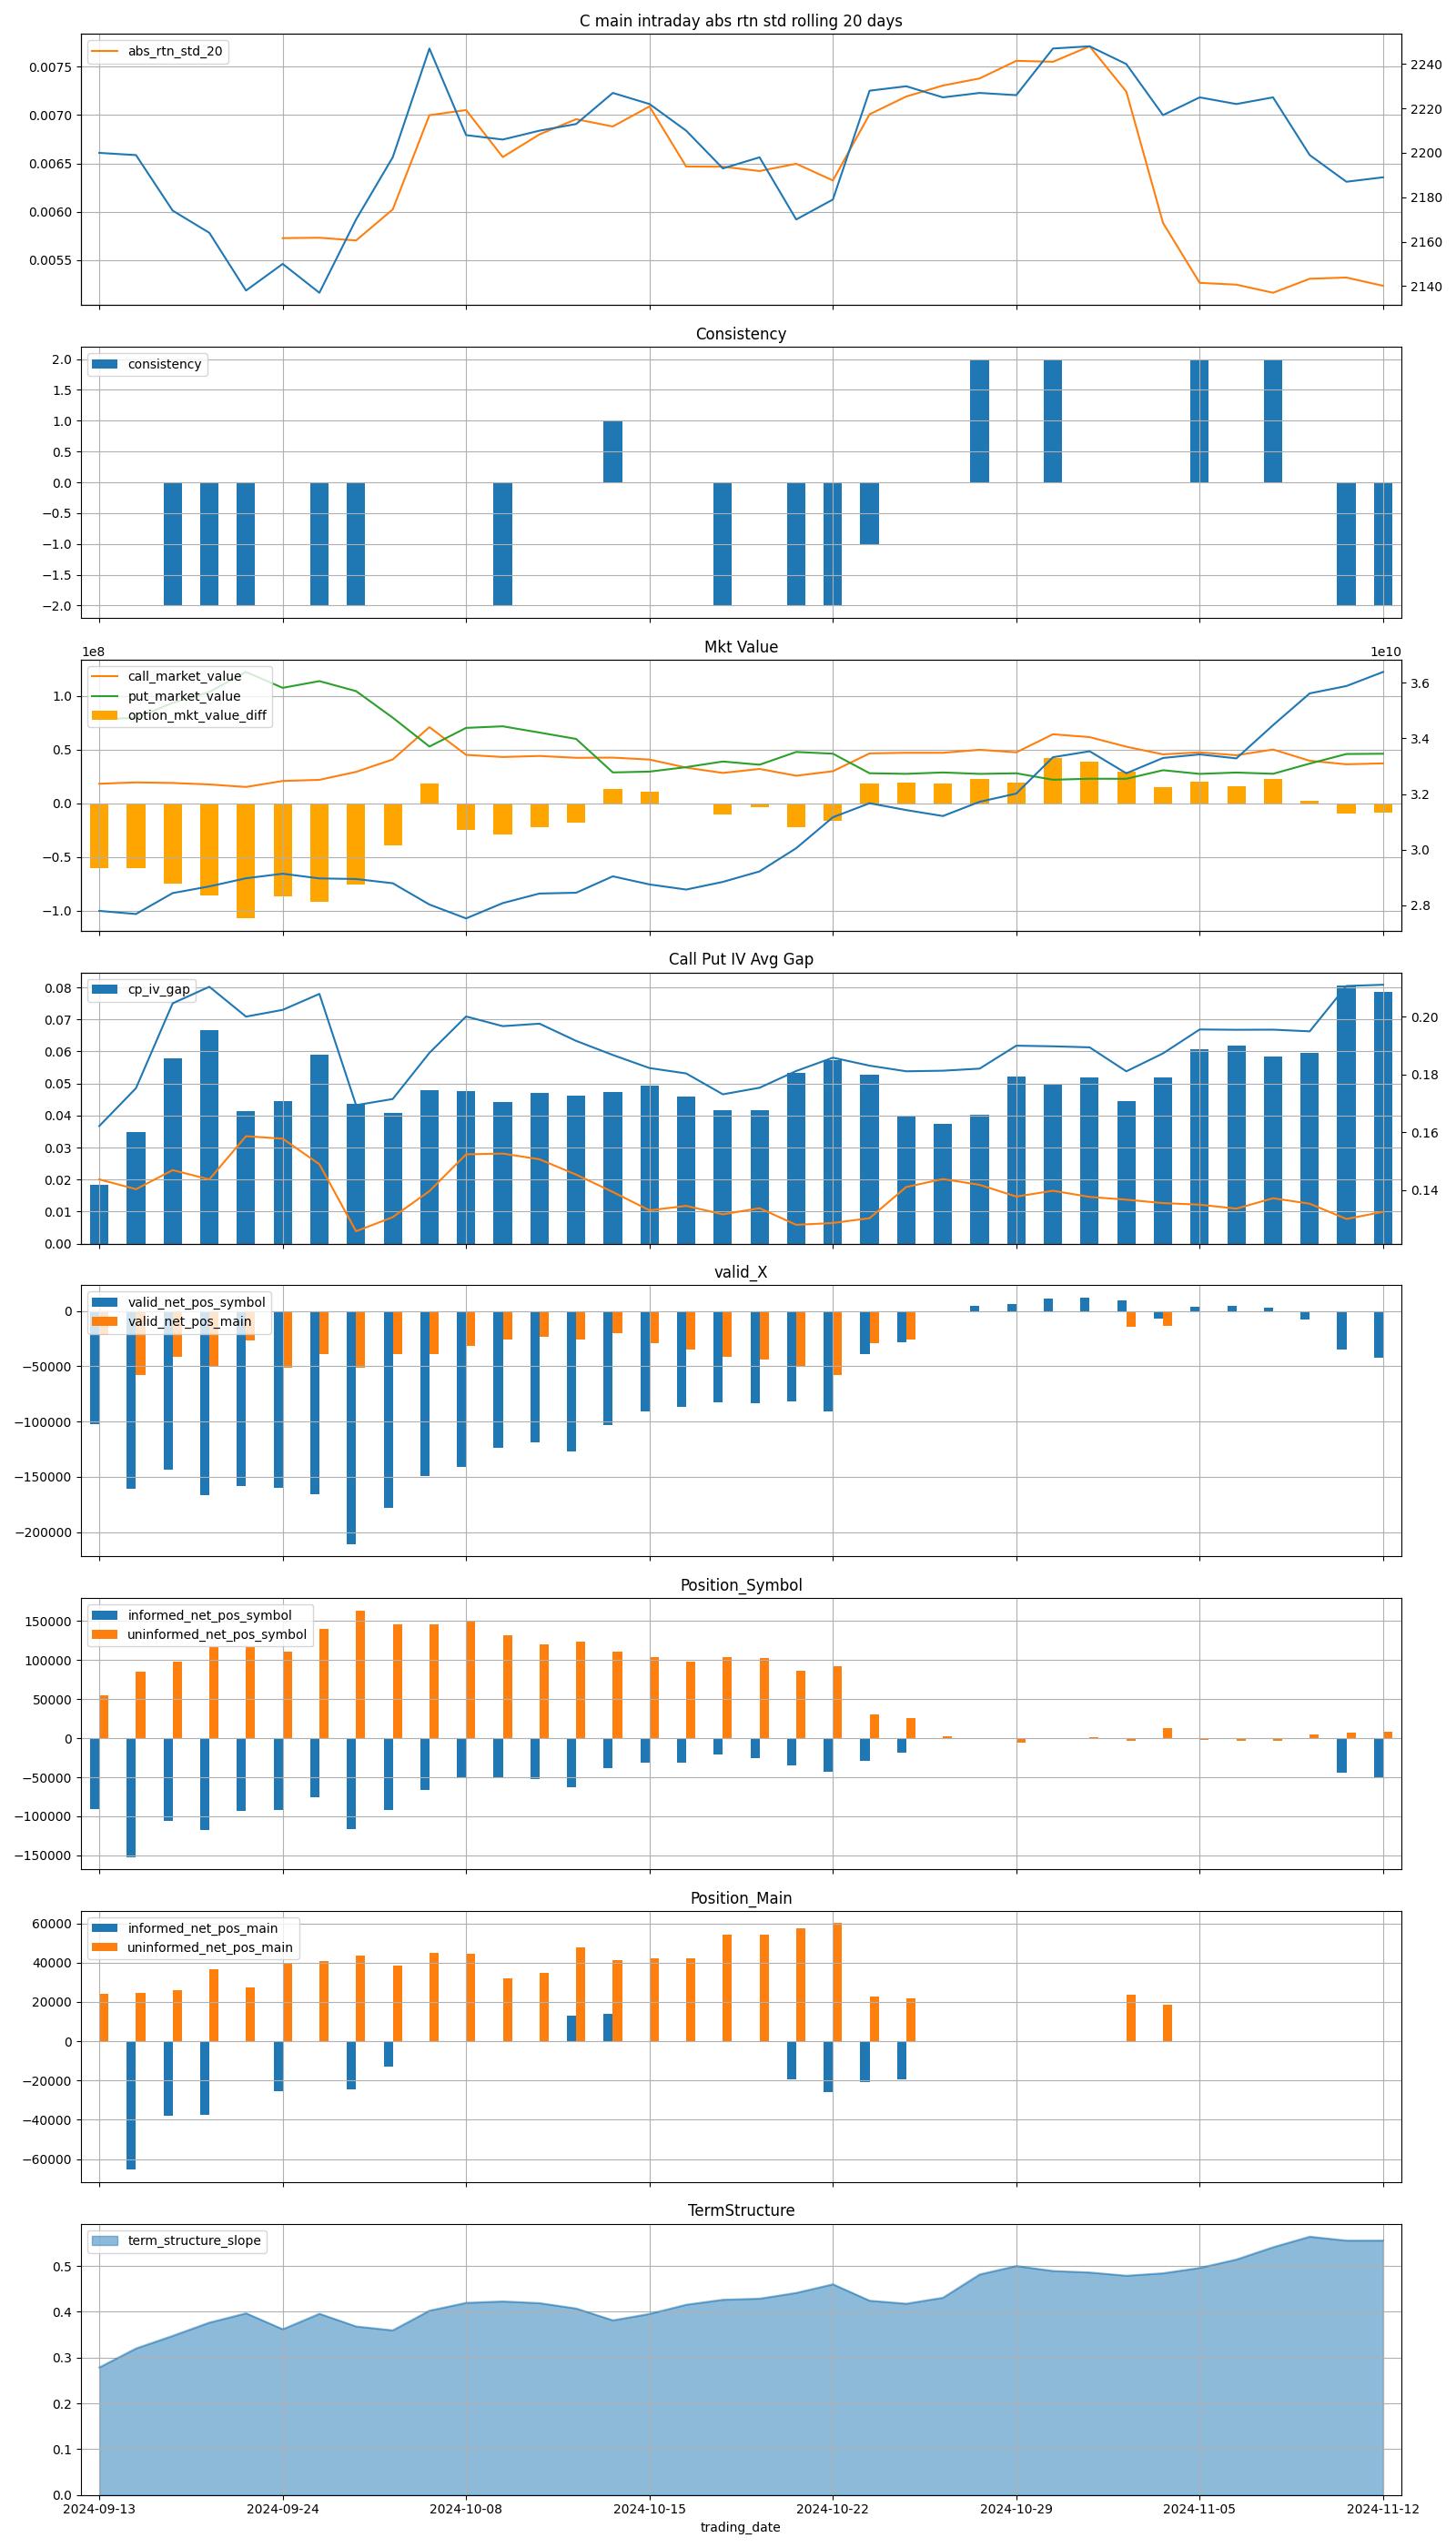 C main intraday abs rtn std rolling 20 days
abs_rtn_std_20
0.0075
0.0070
0.0065
0.0060
0.0055
2240
2220
2200
2180
2160
2140
Consistency
consistency
2.0
1.5
1.0
0.5
0.0
−0.5
−1.0
−1.5
−2.0
Mkt Value
1e8
1e10
call_market_value
put_market_value
option_mkt_value_diff
1.0
0.5
0.0
−0.5
−1.0
3.6
3.4
3.2
3.0
2.8
Call Put IV Avg Gap
cp_iv_gap
0.08
0.07
0.06
0.05
0.04
0.03
0.02
0.01
0.00
0.20
0.18
0.16
0.14
valid_X
valid_net_pos_symbol
valid_net_pos_main
0
−50000
−100000
−150000
−200000
Position_Symbol
informed_net_pos_symbol
uninformed_net_pos_symbol
150000
100000
50000
0
−50000
−100000
−150000
Position_Main
informed_net_pos_main
uninformed_net_pos_main
60000
40000
20000
0
−20000
−40000
−60000
TermStructure
term_structure_slope
0.5
0.4
0.3
0.2
0.1
0.0
2024-09-13 2024-09-24 2024-10-08 2024-10-15 2024-10-22 2024-10-29 2024-11-05 2024-11-12
trading_date